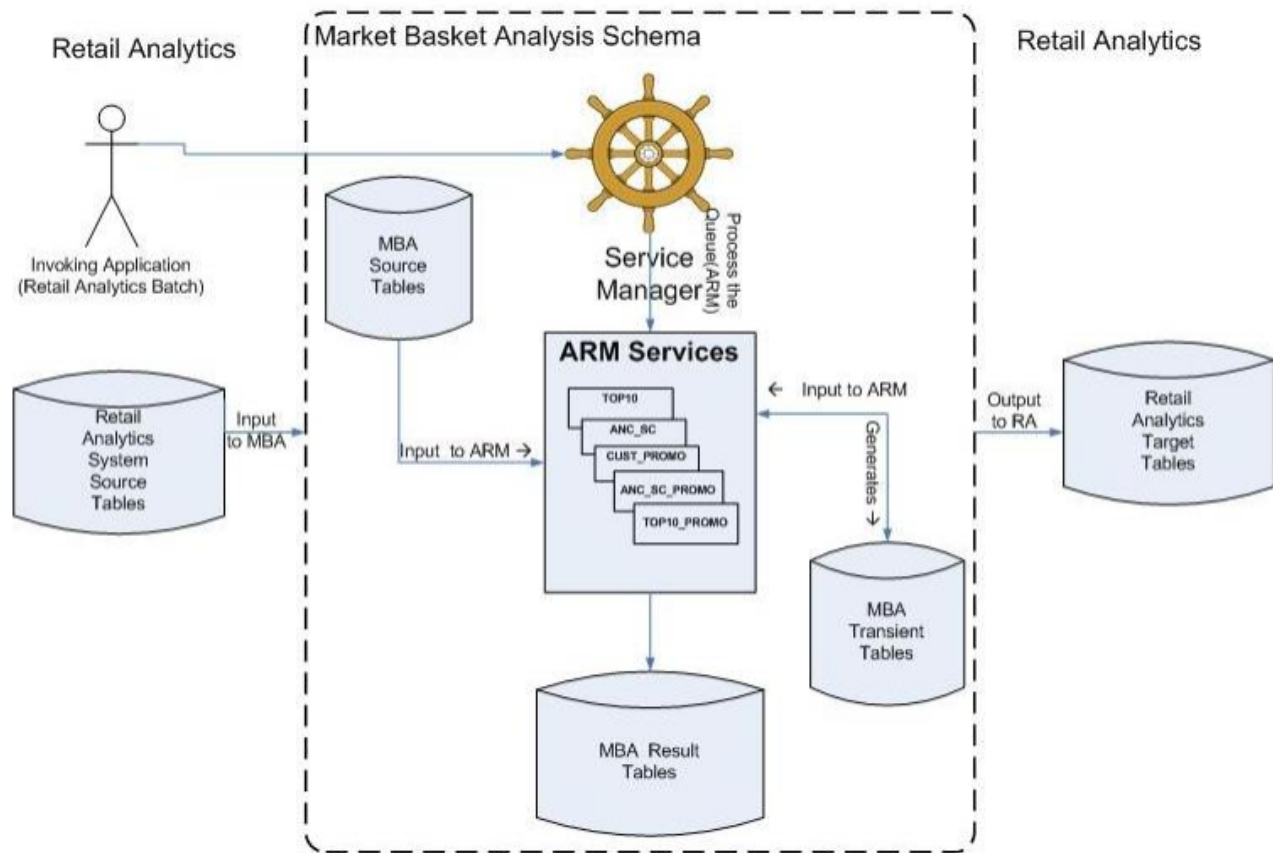 Retail Analytics
Market Basket Analysis Schema
Retail Analytics
Invoking Application
(Retail Analytics Batch)
MBA
Source
Tables
Service
Manager
Process the
Queue(ARM)
Retail
Analytics
System
Source
Tables
Input
to MBA
Input to ARM →
ARM Services
TOP10
ANC_SC
CUST_PROMO
ANC_SC_PROMO
TOP10_PROMO
← Input to ARM
Generates →
MBA
Transient
Tables
MBA Result
Tables
Output
to RA
Retail
Analytics
Target
Tables